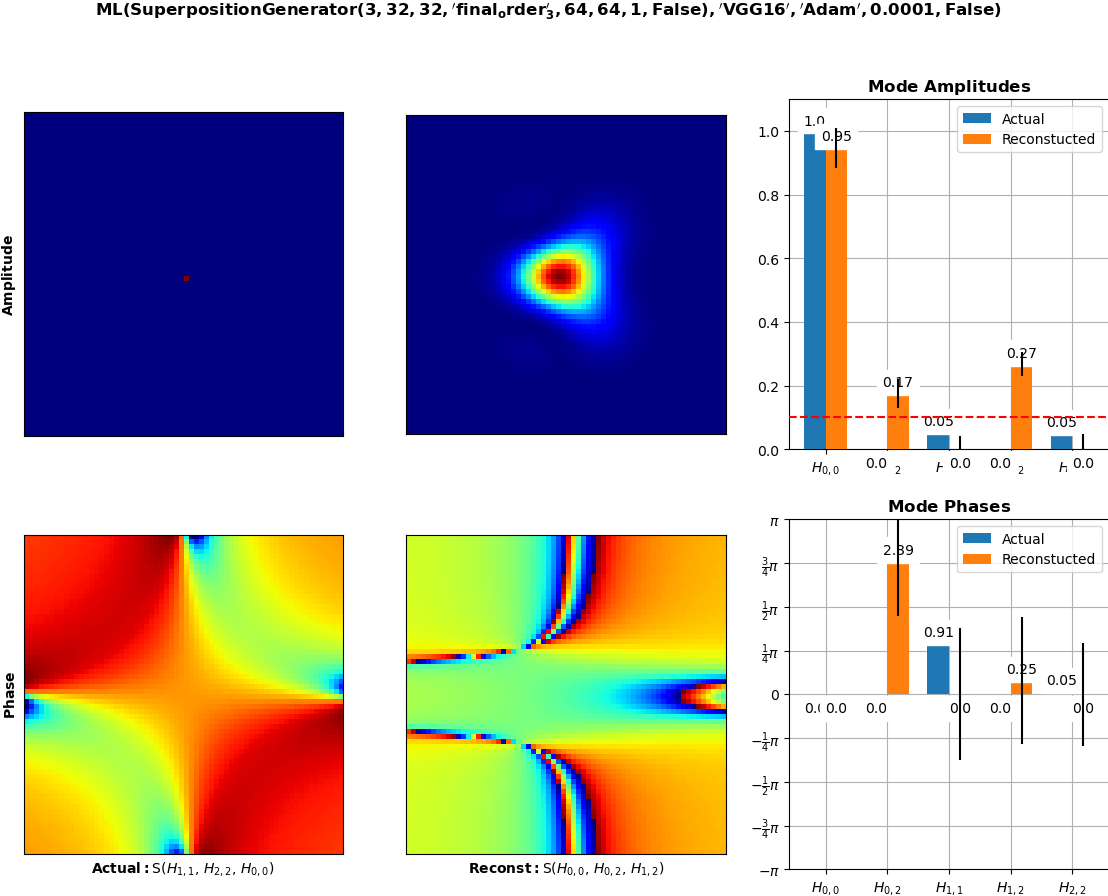 ML(SuperpositionGenerator(3, 32, 32, 'final_order_3', 64, 64, 1, False), 'VGG16', 'Adam', 0.0001, False)
Amplitude
Mode Amplitudes
Actual
Reconstucted
1.0
0.8
0.6
0.4
0.2
0.0
1.0
0.95
0.17
0.05
0.27
0.05
0.0
0.0
0.0
0.0
H0,0
2
2
Phase
Actual: S(H1,1, H2,2, H0,0)
Reconst: S(H0,0, H0,2, H1,2)
Mode Phases
Actual
Reconstucted
π
3/4π
1/2π
1/4π
0
−1/4π
−1/2π
−3/4π
−π
2.39
0.91
0.25
0.05
0.0
0.0
0.0
0.0
H0,0
H0,2
H1,1
H1,2
H2,2